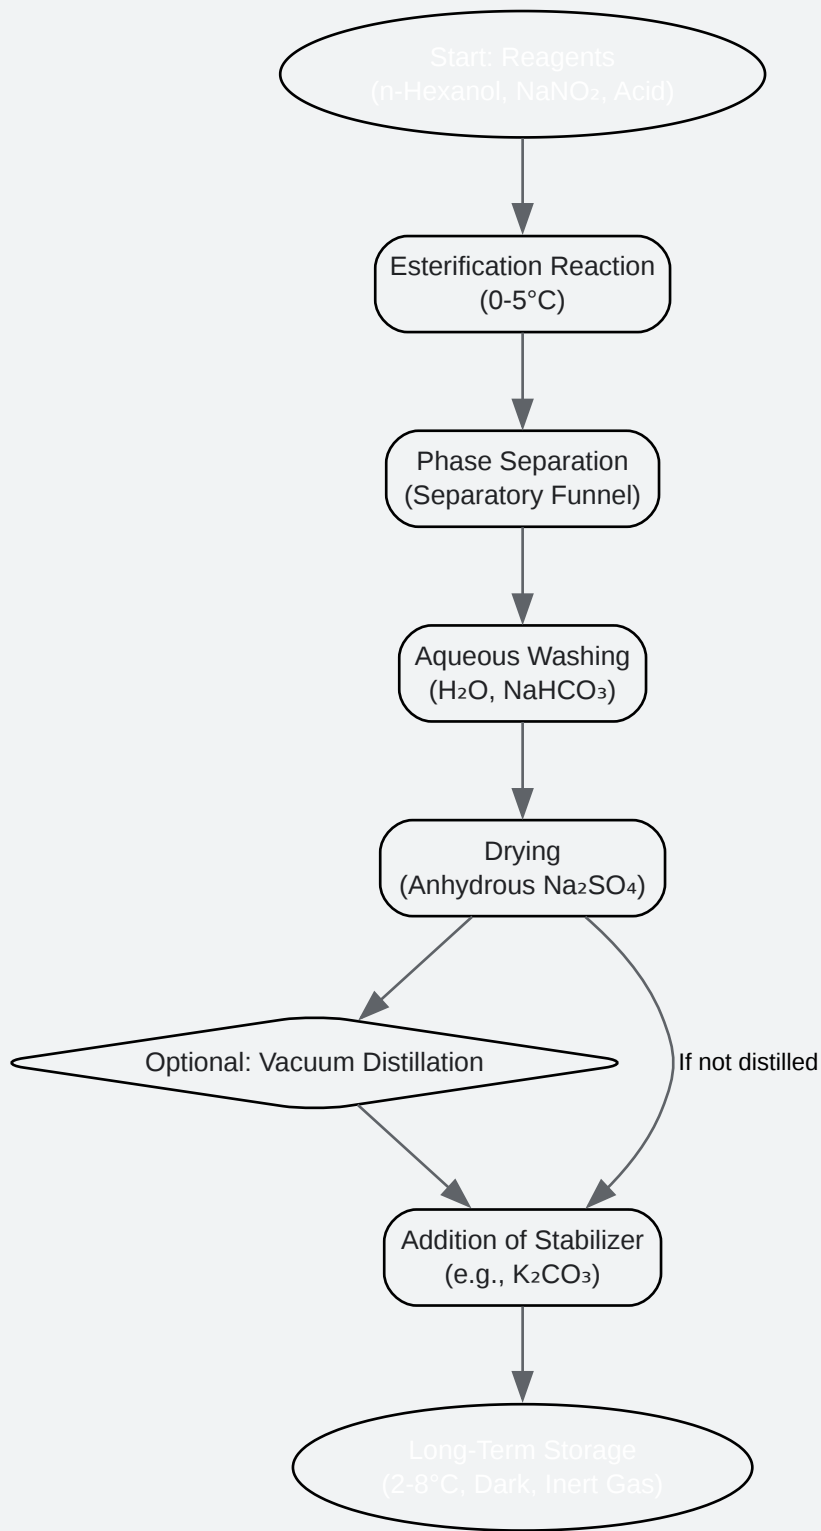 Start: Reagents
(n-Hexanol, NaNO₂, Acid)
Esterification Reaction
(0-5°C)
Phase Separation
(Separatory Funnel)
Aqueous Washing
(H₂O, NaHCO₃)
Drying
(Anhydrous Na₂SO₄)
Optional: Vacuum Distillation
If not distilled
Addition of Stabilizer
(e.g., K₂CO₃)
Long-Term Storage
(2-8°C, Dark, Inert Gas)